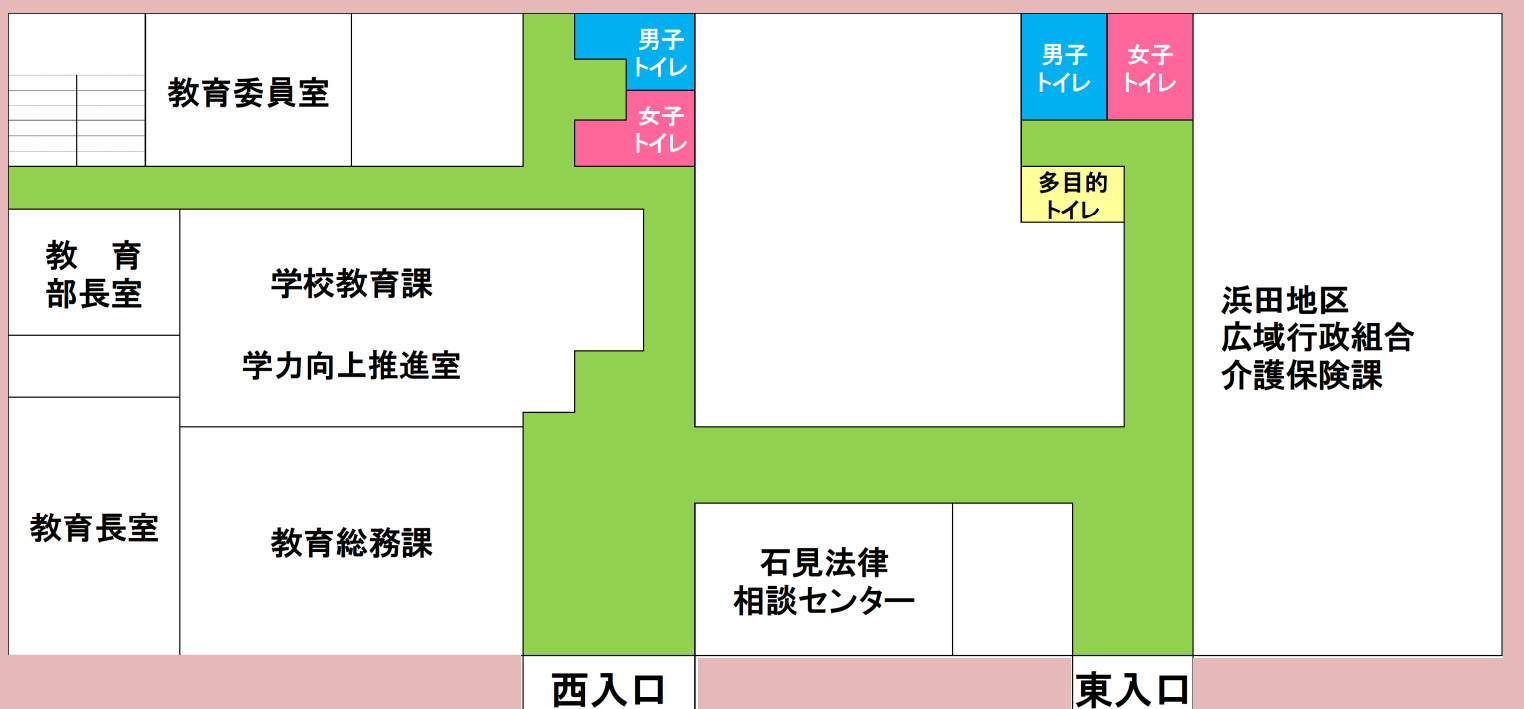 男子
トイレ
女子
トイレ
男子
トイレ
女子
トイレ
教育委員室
多目的
トイレ
教　育
部長室
学校教育課
学力向上推進室
浜田地区
広域行政組合
介護保険課
教育長室
教育総務課
石見法律
相談センター
西入口
東入口